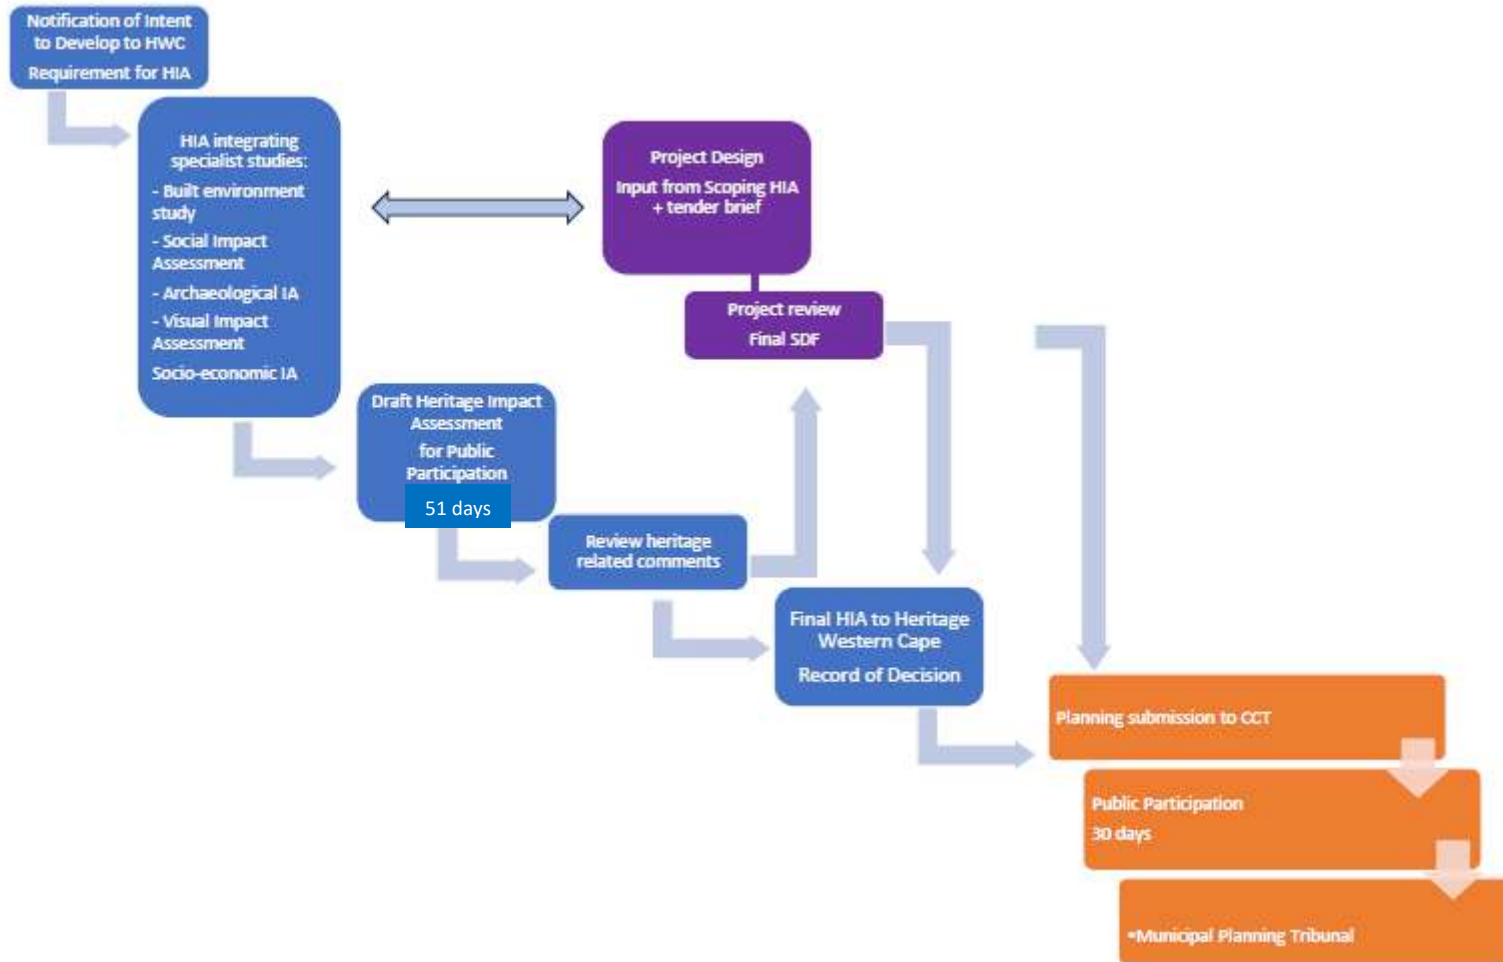 Notification of Intent
to Develop to HWC
Requirement for HIA
HIA integrating
specialist studies:
- Built environment
study
- Social Impact
Assessment
- Archaeological IA
- Visual Impact
Assessment
Socio-economic IA
Project Design
Input from Scoping HIA
+ tender brief
Project review
Final SDF
Draft Heritage Impact
Assessment
for Public
Participation
51 days
Review heritage
related comments
Final HIA to Heritage
Western Cape
Record of Decision
Planning submission to CCT
Public Participation
30 days
•Municipal Planning Tribunal